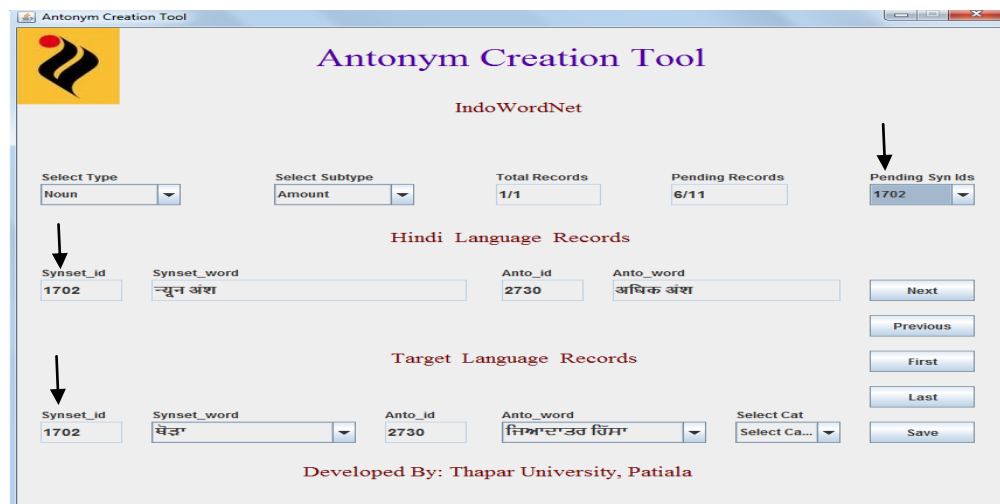 Antonym Creation Tool
Antonym Creation Tool
IndoWordNet
Select Type Select Subtype Total Records Pending Records Pending Syn Ids
Noun Amount 1/1 6/11 1702
Hindi Language Records
Synset_id Synset_word Anto_id Anto_word
1702 न्यून अंश 2730 अधिक अंश Next
Previous
Target Language Records First
Last
Synset_id Synset_word Anto_id Anto_word Select Cat
1702 ਥੋੜਾ 2730 ਜਿਆਦਾਤਰ ਹਿੱਸਾ Select Ca... Save
Developed By: Thapar University, Patiala